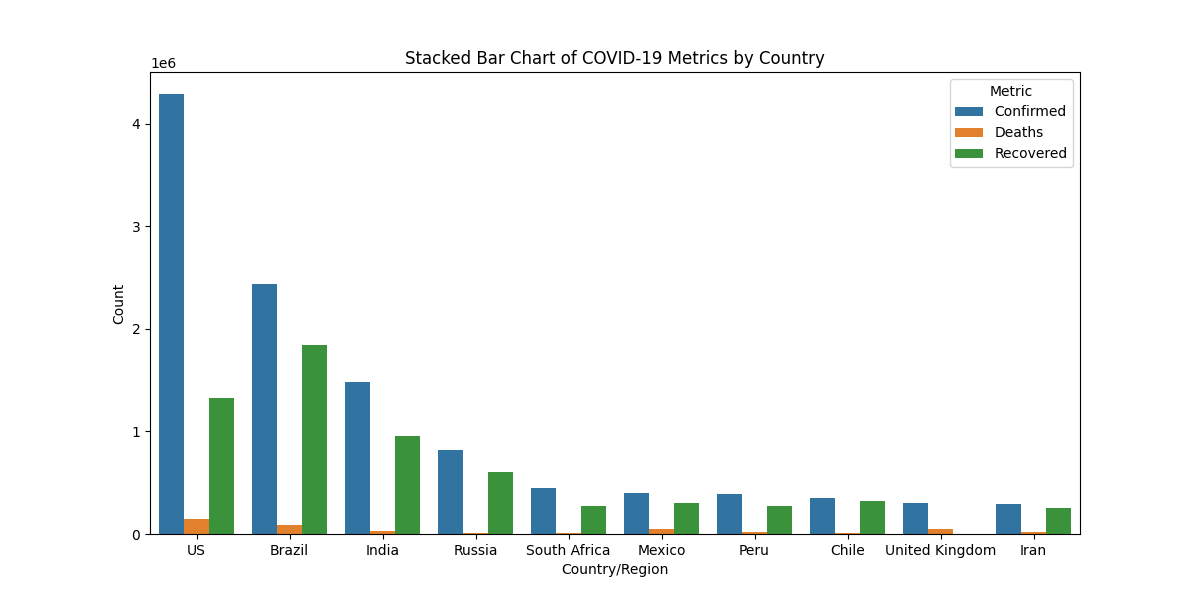 Stacked Bar Chart of COVID-19 Metrics by Country
1e6
Metric
Confirmed
Deaths
Recovered
4
3
2
1
0
Count
US Brazil India Russia South Africa Mexico Peru Chile United Kingdom Iran
Country/Region